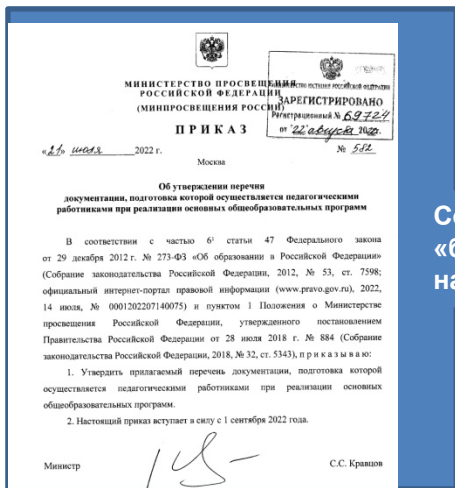 МИНИСТЕРСТВО ПРОСВЕЩЕНИЯ
РОССИЙСКОЙ ФЕДЕРАЦИИ
(МИНПРОСВЕЩЕНИЯ РОССИИ)
МИНИСТЕРСТВО ЮСТИЦИИ РОССИЙСКОЙ ФЕДЕРАЦИИ
ЗАРЕГИСТРИРОВАНО
Регистрационный № 69724
от "22" августа 2022.
ПРИКАЗ
«21» июля 2022 г.
№ 582
Москва
Об утверждении перечня
документации, подготовка которой осуществляется педагогическими
работниками при реализации основных общеобразовательных программ
В соответствии с частью 6¹ статьи 47 Федерального закона
от 29 декабря 2012 г. № 273-ФЗ «Об образовании в Российской Федерации»
(Собрание законодательства Российской Федерации, 2012, № 53, ст. 7598;
официальный интернет-портал правовой информации (www.pravo.gov.ru), 2022,
14 июля, № 0001202207140075) и пунктом 1 Положения о Министерстве
просвещения Российской Федерации, утвержденного постановлением
Правительства Российской Федерации от 28 июля 2018 г. № 884 (Собрание
законодательства Российской Федерации, 2018, № 32, ст. 5343), п р и к а з ы в а ю:
1. Утвердить прилагаемый перечень документации, подготовка которой
осуществляется педагогическими работниками при реализации основных
общеобразовательных программ.
2. Настоящий приказ вступает в силу с 1 сентября 2022 года.
Министр
С.С. Кравцов
«б
на